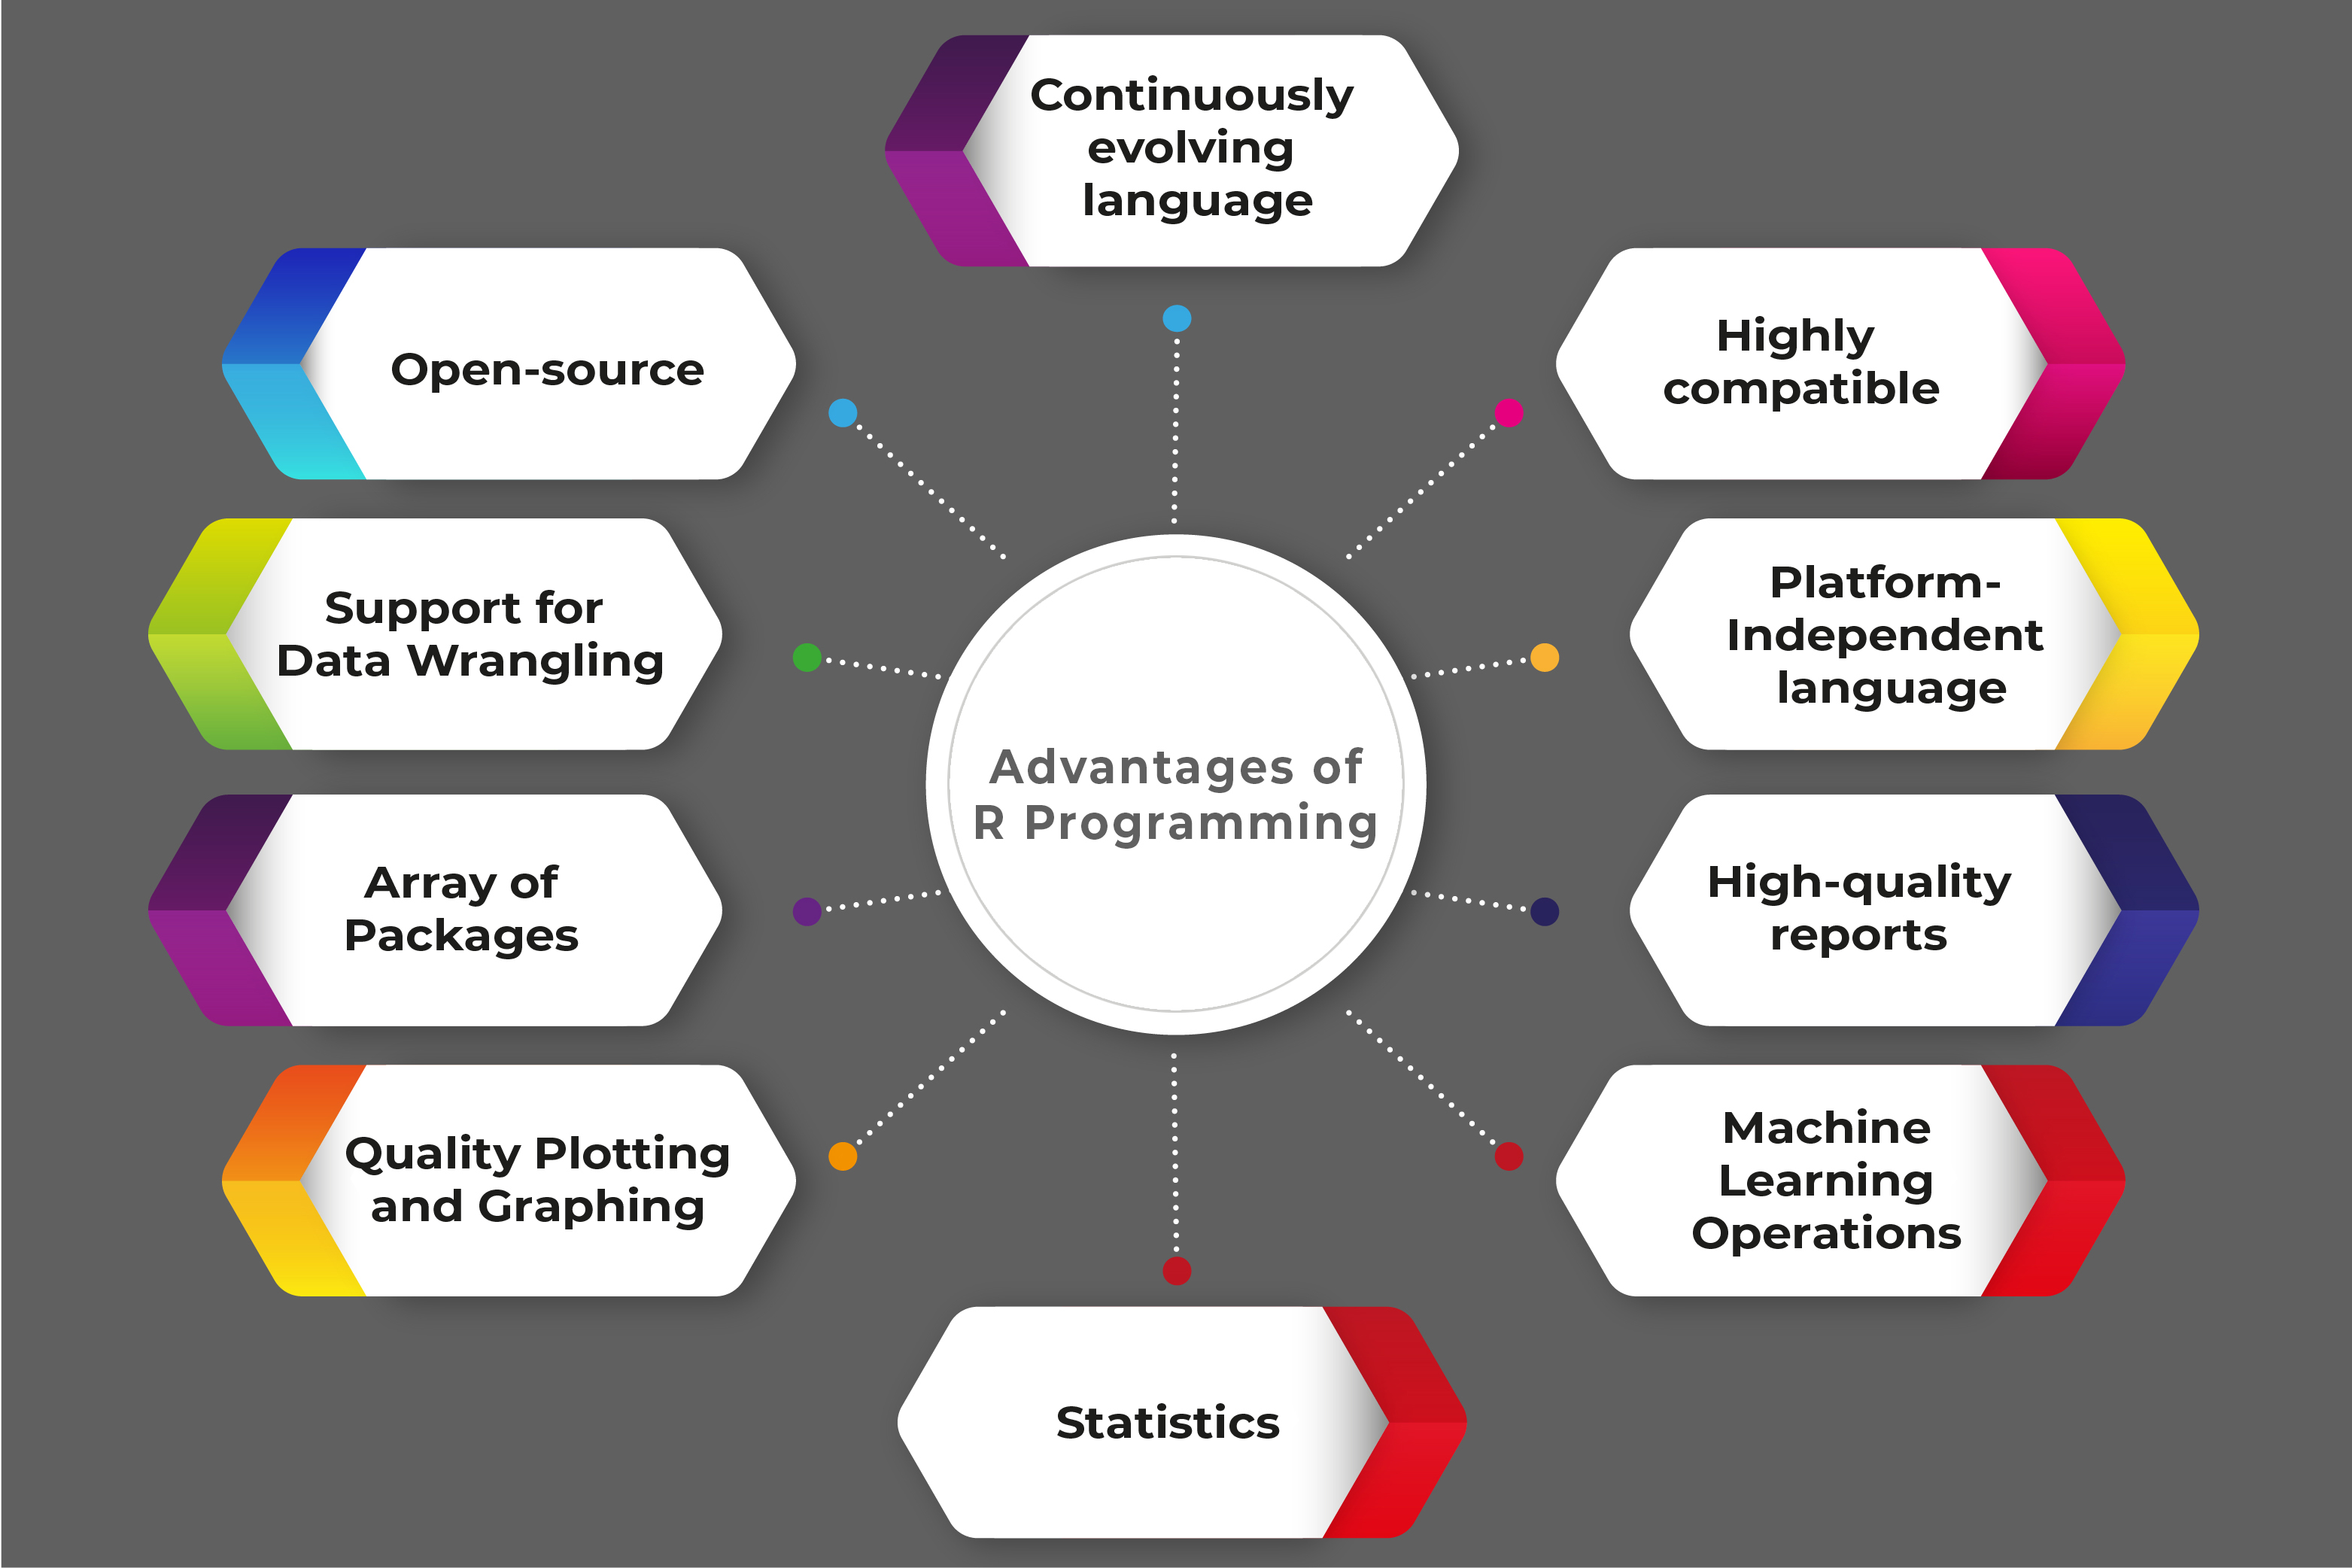 Continuously
evolving
language
Open-source
Highly
compatible
Support for
Data Wrangling
Platform-
Independent
language
Advantages of
R Programming
Array of
Packages
High-quality
reports
Quality Plotting
and Graphing
Machine
Learning
Operations
Statistics